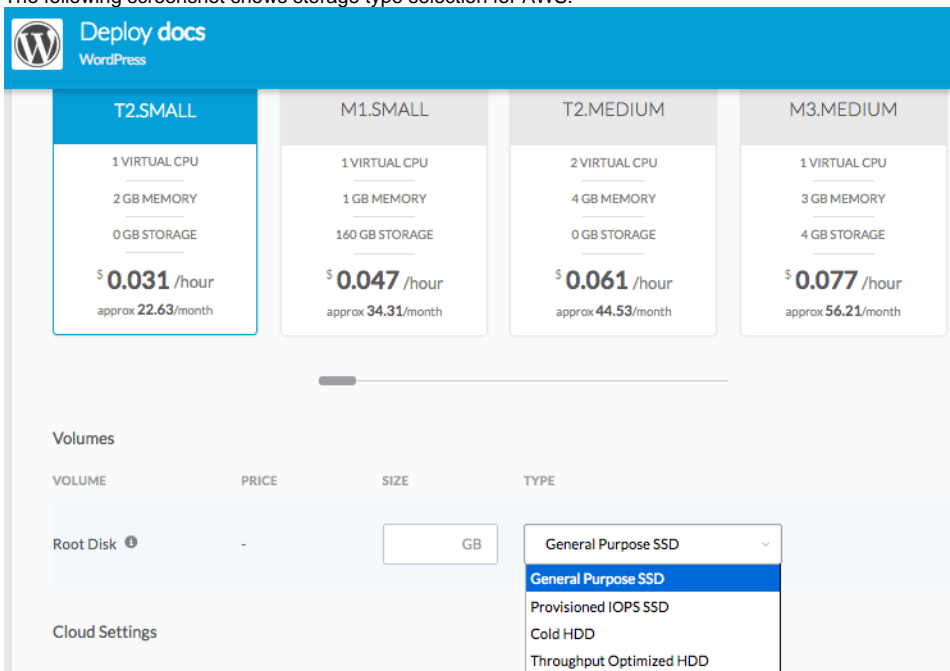 The following screenshot shows storage type selection for AWS.
Deploy docs
WordPress
T2.SMALL
M1.SMALL
T2.MEDIUM
M3.MEDIUM
1 VIRTUAL CPU
1 VIRTUAL CPU
2 VIRTUAL CPU
1 VIRTUAL CPU
2 GB MEMORY
1 GB MEMORY
4 GB MEMORY
3 GB MEMORY
0 GB STORAGE
160 GB STORAGE
0 GB STORAGE
4 GB STORAGE
$ 0.031 /hour
$ 0.047 /hour
$ 0.061 /hour
$ 0.077 /hour
approx 22.63/month
approx 34.31/month
approx 44.53/month
approx 56.21/month
Volumes
VOLUME
PRICE
SIZE
TYPE
Root Disk
-
GB
General Purpose SSD
General Purpose SSD
Provisioned IOPS SSD
Cloud Settings
Cold HDD
Throughput Optimized HDD